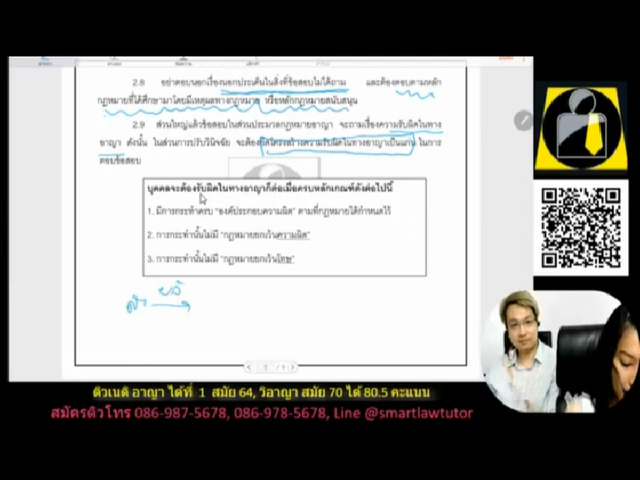 2.8 อย่าตอบนอกเรื่องนอกประเด็นในสิ่งที่ข้อสอบไม่ได้ถาม และต้องตอบตามหลัก
กฎหมายที่ได้ศึกษามาโดยมีเหตุผลทางกฎหมาย หรือหลักกฎหมายสนับสนุน
2.9 ส่วนใหญ่แล้วข้อสอบในส่วนประมวลกฎหมายอาญา จะถามเรื่องความรับผิดในทาง
อาญา ดังนั้น ในส่วนการปรับวินิจฉัย จะต้องยึดโครงสร้างความรับผิดในทางอาญาเป็นแก่น ในการ
ตอบข้อสอบ
บุคคลจะต้องรับผิดในทางอาญาก็ต่อเมื่อครบหลักเกณฑ์ดังต่อไปนี้
1. มีการกระทำครบ "องค์ประกอบความผิด" ตามที่กฎหมายได้กำหนดไว้
2. การกระทำนั้นไม่มี "กฎหมายยกเว้นความผิด"
3. การกระทำนั้นไม่มี "กฎหมายยกเว้นโทษ"
ติวเนติ อาญา ได้ที่ 1 สมัย 64, วิอาญา สมัย 70 ได้ 80.5 คะแนน
สมัครติวโทร 086-987-5678, 086-978-5678, Line @smartlawtutor